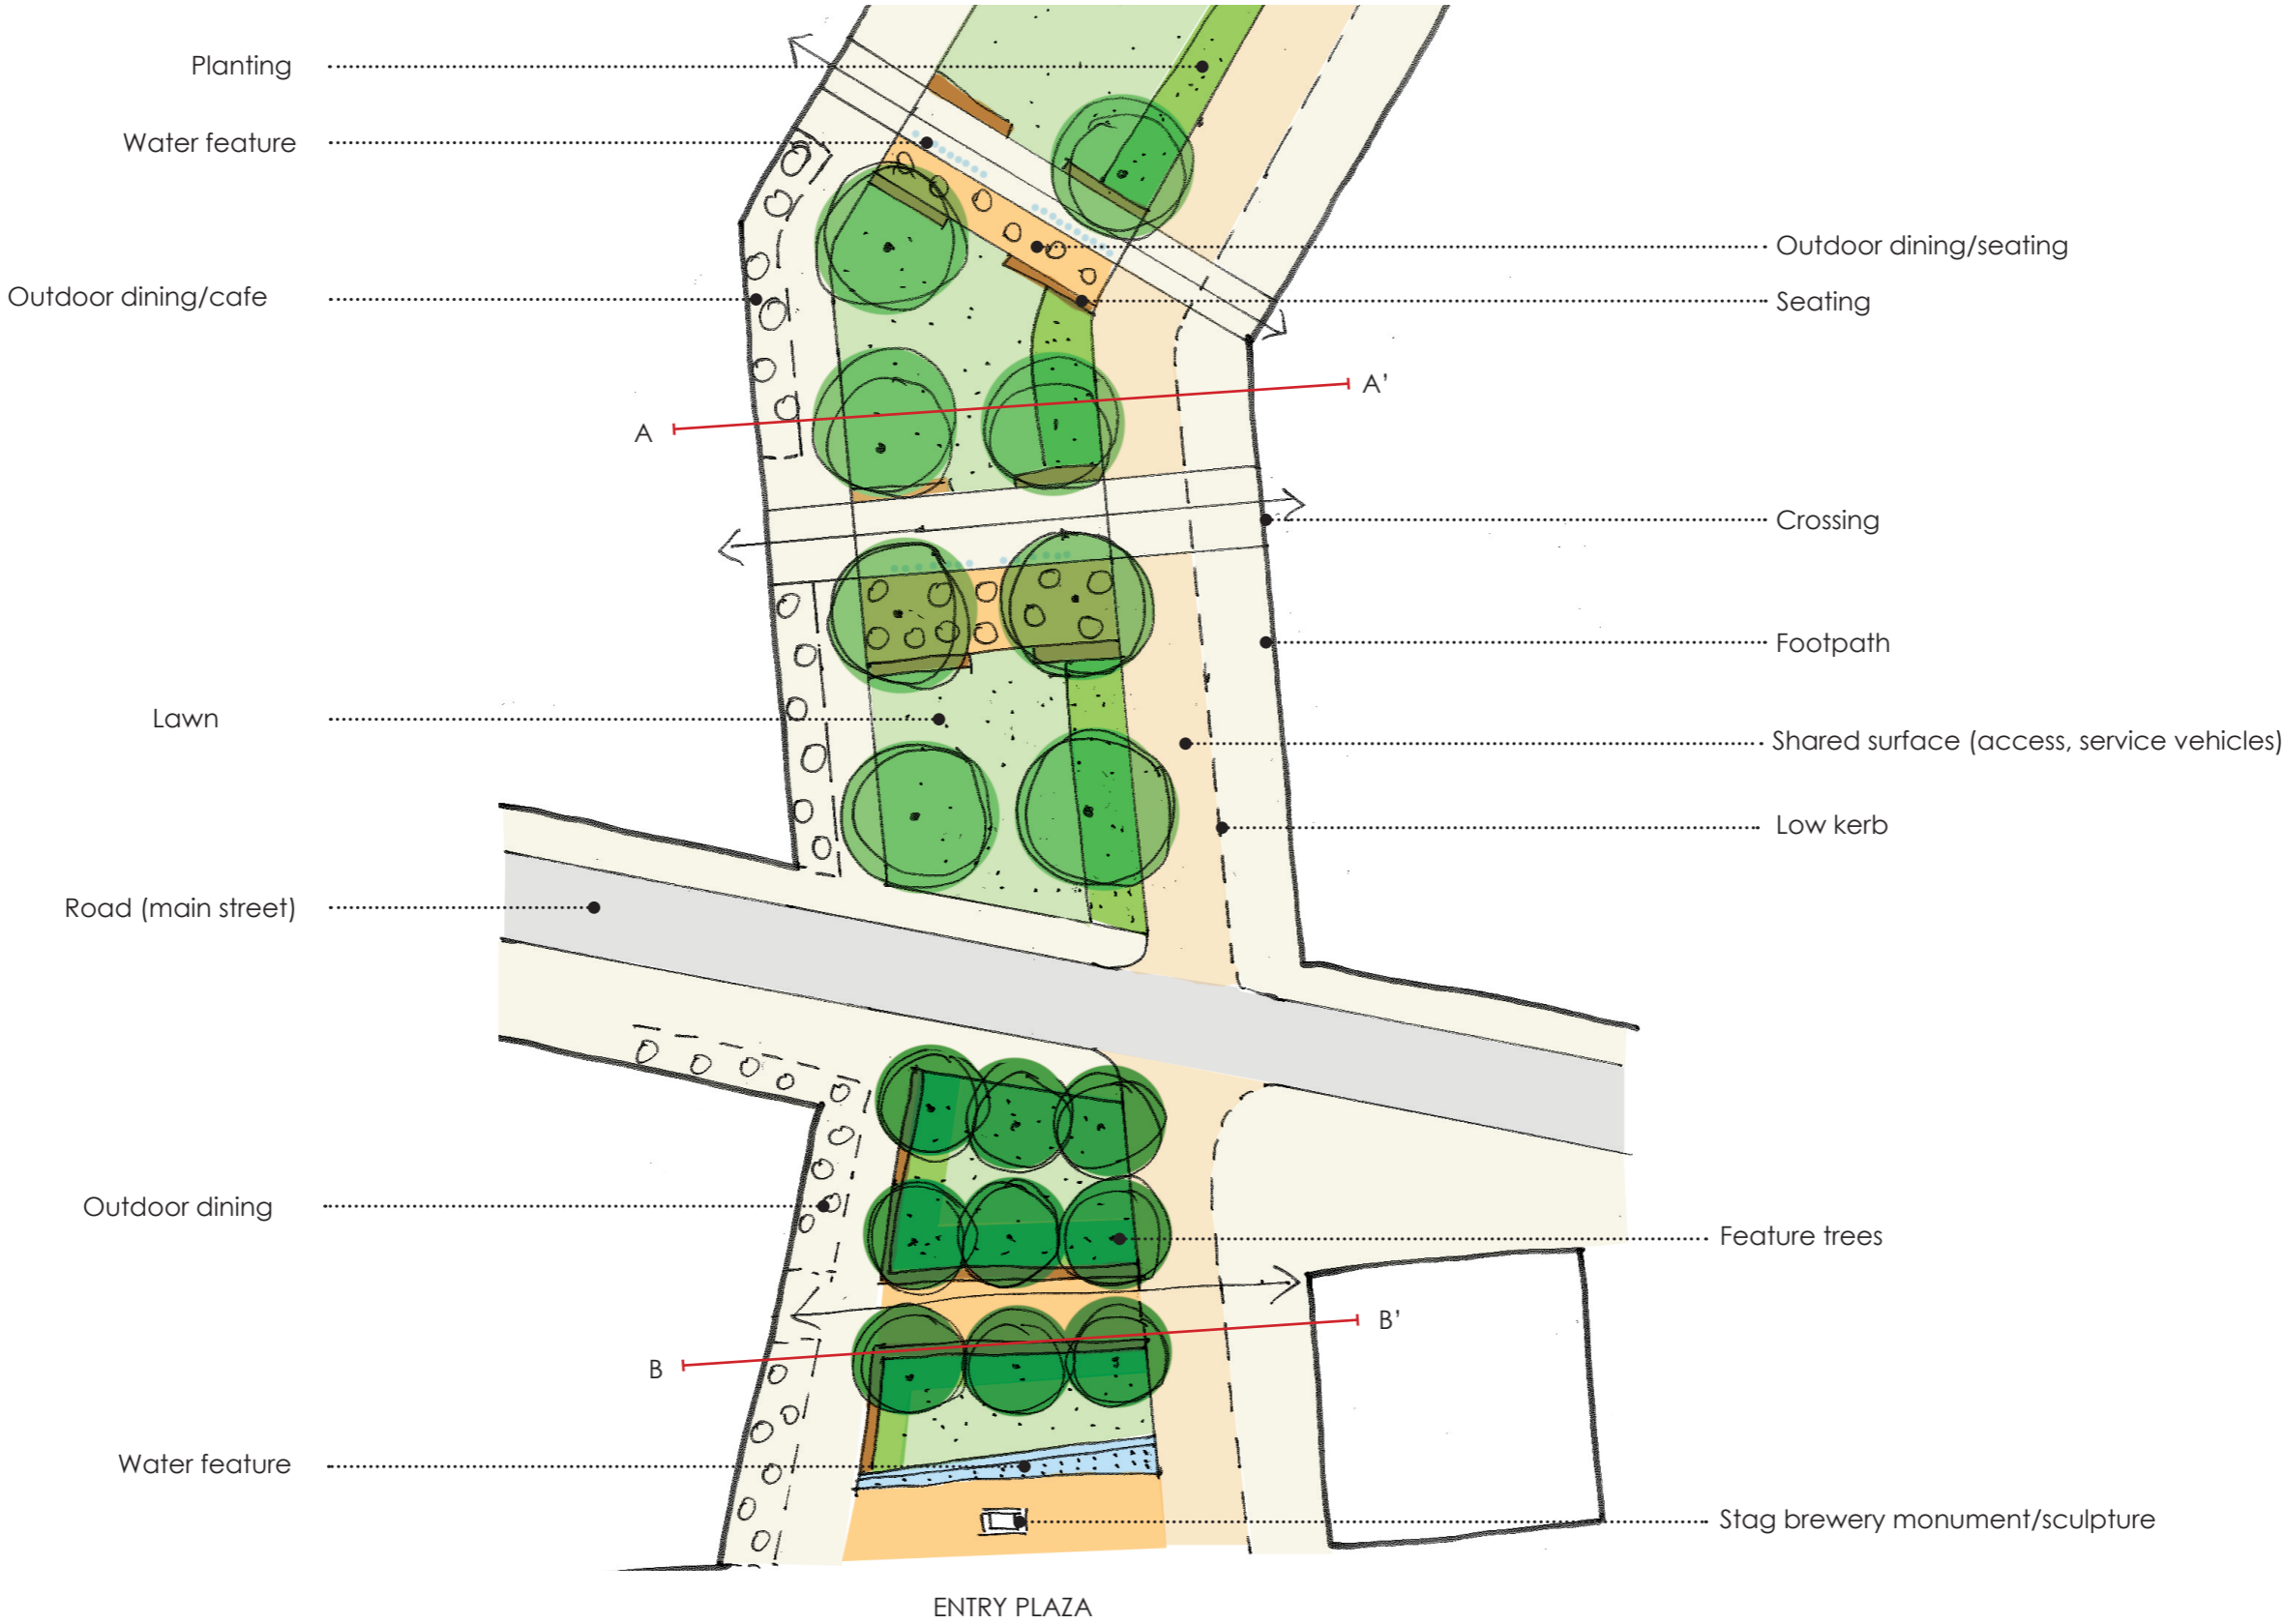 Planting
Water feature
Outdoor dining/seating
Outdoor dining/cafe
Seating
A'
A
Crossing
Footpath
Lawn
Shared surface (access, service vehicles)
Low kerb
Road (main street)
Outdoor dining
Feature trees
B'
B
Water feature
Stag brewery monument/sculpture
ENTRY PLAZA